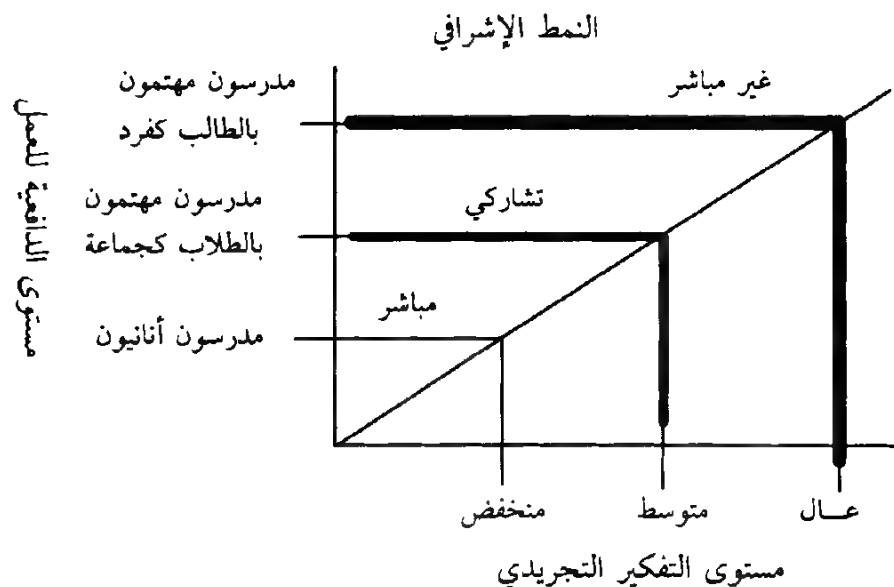 النمط الإشرافي
غير مباشر
مدرسون مهتمون
بالطالب كفرد
تشاركي
مدرسون مهتمون
بالطلاب كجماعة
مباشر
مدرسون أنانيون
مستوى الدافعية للعمل
منخفض
متوسط
عـال
مستوى التفكير التجريدي